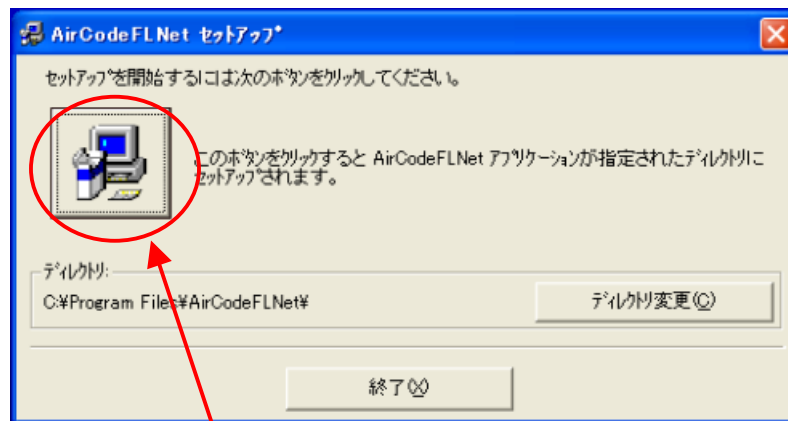 AirCodeFLNet ｾｯﾄｱｯﾌﾟ
ｾｯﾄｱｯﾌﾟを開始するには次のﾎﾞﾀﾝをｸﾘｯｸしてください。
このﾎﾞﾀﾝをｸﾘｯｸすると AirCodeFLNet ｱﾌﾟﾘｹｰｼｮﾝが指定されたﾃﾞｨﾚｸﾄﾘに
ｾｯﾄｱｯﾌﾟされます。
ﾃﾞｨﾚｸﾄﾘ:
C:¥Program Files¥AirCodeFLNet¥
ﾃﾞｨﾚｸﾄﾘ変更(C)
終了(X)